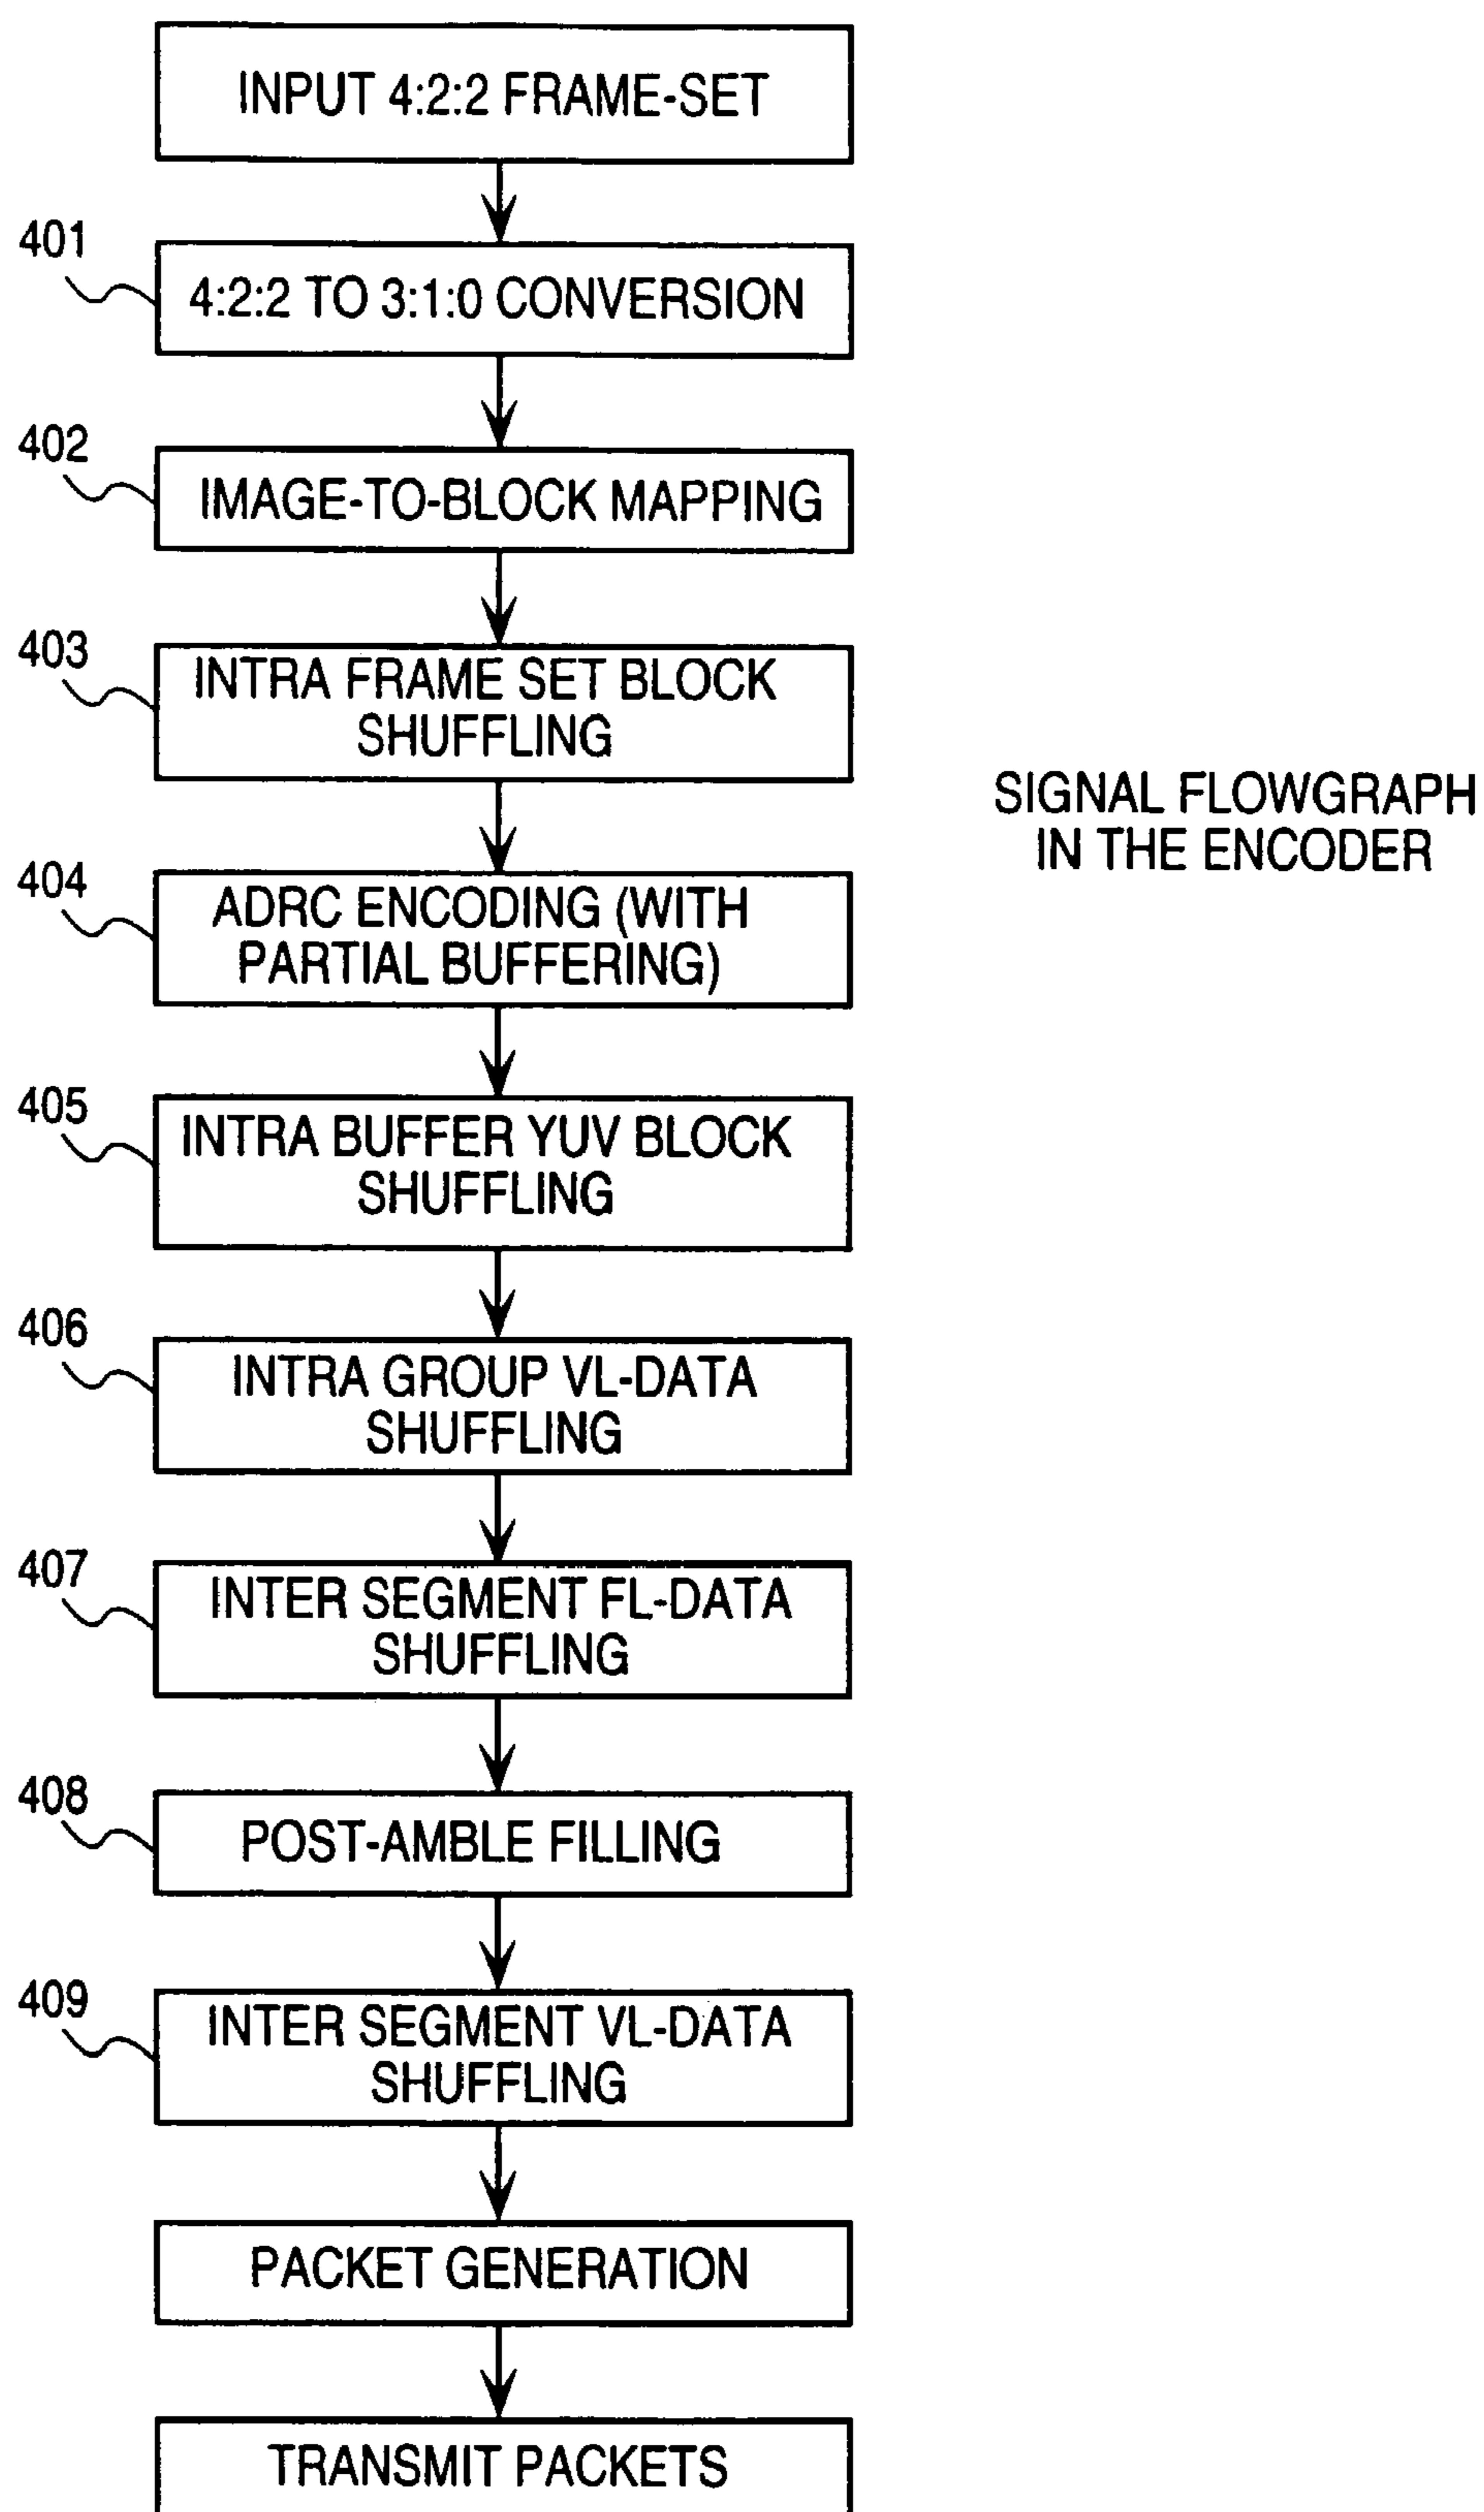 INPUT 4:2:2 FRAME-SET
401
4:2:2 TO 3:1:0 CONVERSION
402
IMAGE-TO-BLOCK MAPPING
403
INTRA FRAME SET BLOCK
SHUFFLING
SIGNAL FLOWGRAPH
IN THE ENCODER
404
ADRC ENCODING (WITH
PARTIAL BUFFERING)
405
INTRA BUFFER YUV BLOCK
SHUFFLING
406
INTRA GROUP VL-DATA
SHUFFLING
407
INTER SEGMENT FL-DATA
SHUFFLING
408
POST-AMBLE FILLING
409
INTER SEGMENT VL-DATA
SHUFFLING
PACKET GENERATION
TRANSMIT PACKETS